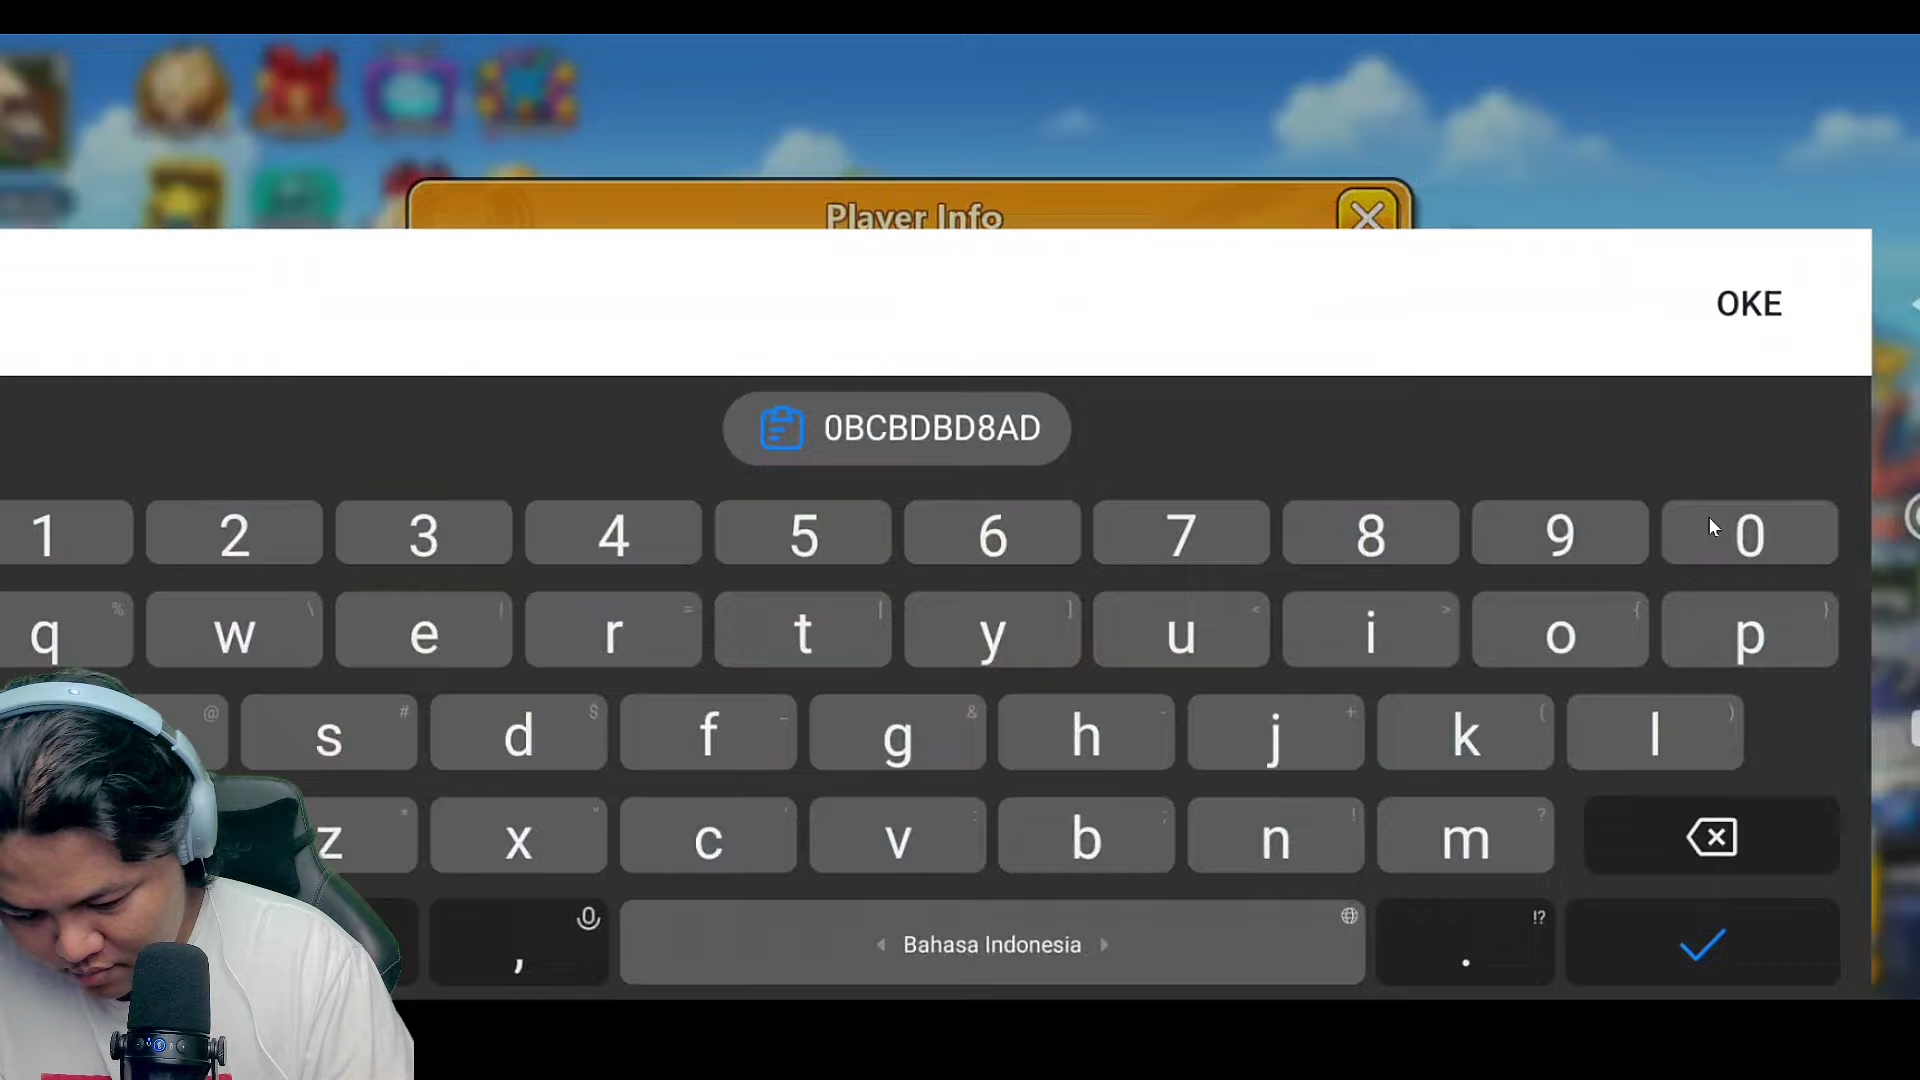 Player Info
OKE
0BCBDBD8AD
1 2 3 4 5 6 7 8 9 0
q % w \ e | r = t [ y ] u < i > o { p }
@ s # d $ f _ g & h - j + k ( l )
z * x " c ' v : b ; n ! m ?
, Bahasa Indonesia . !?